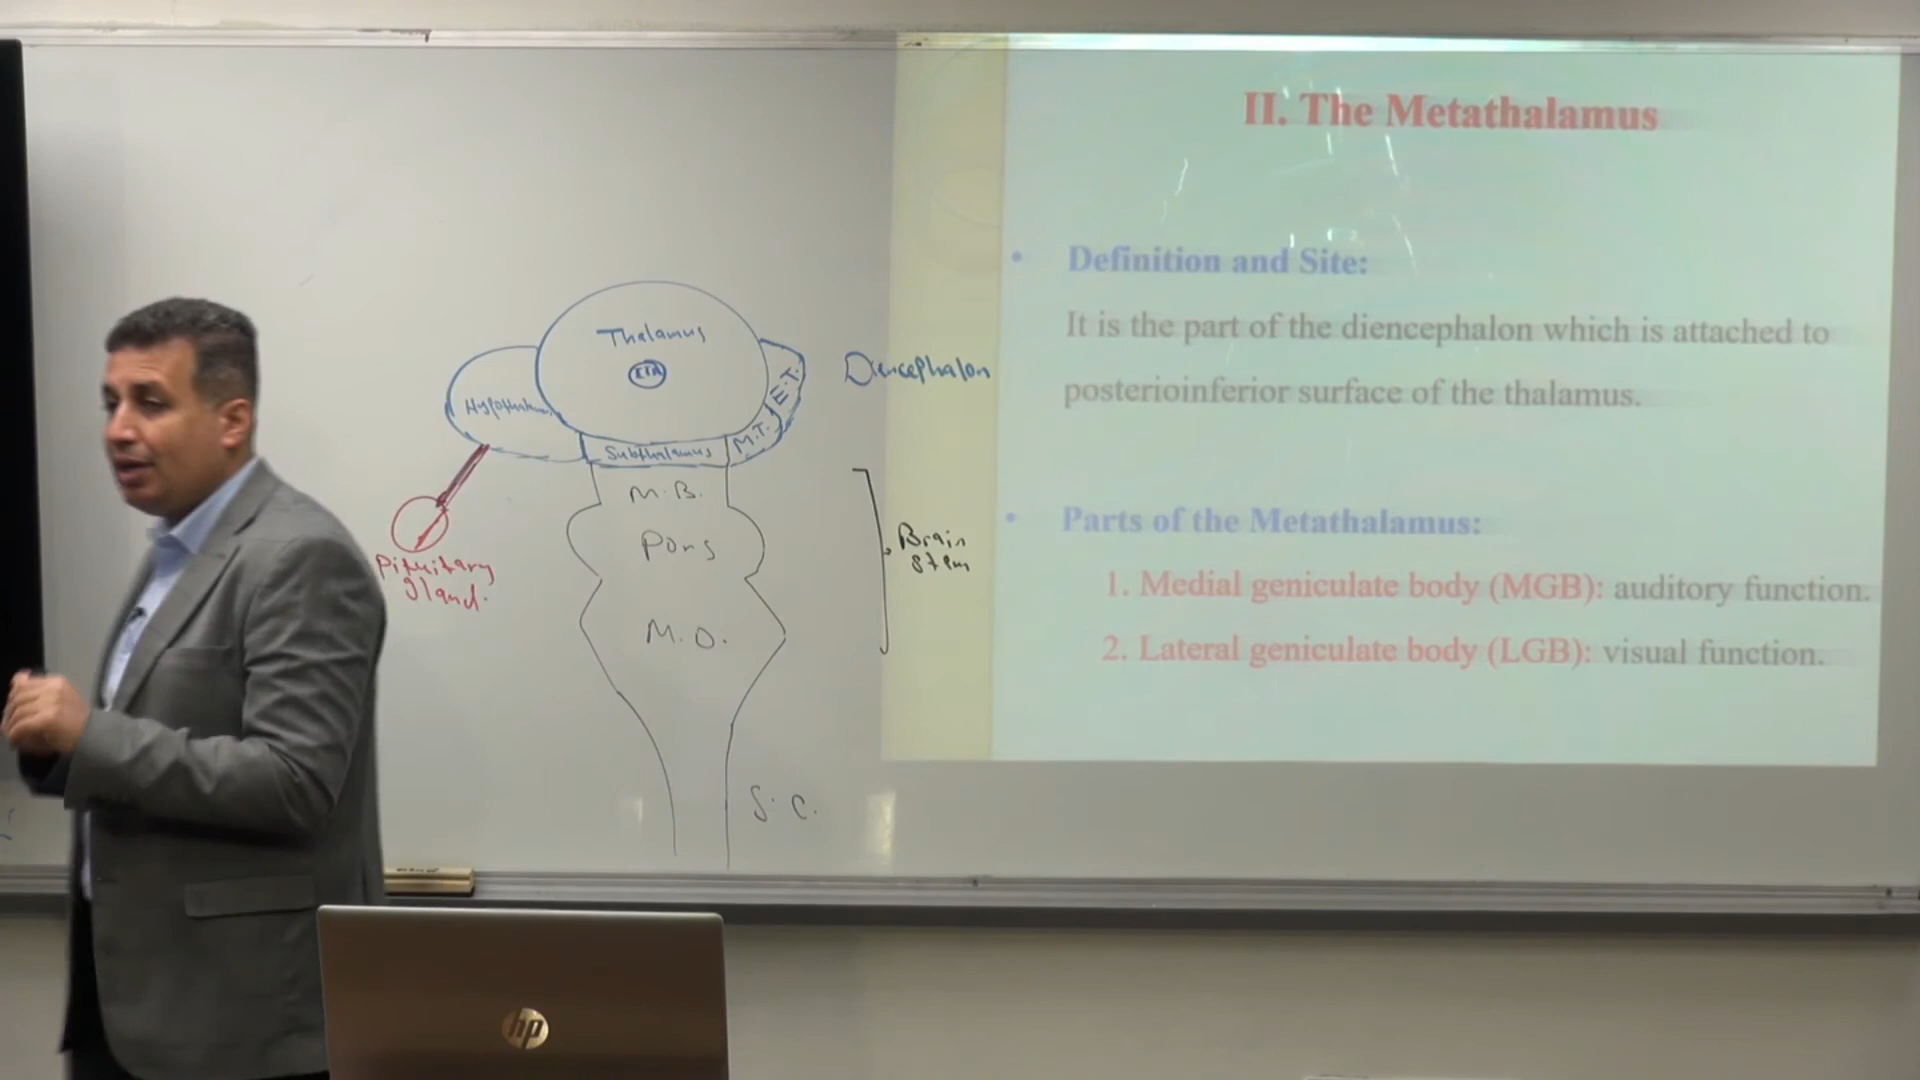 Thalamus
ITA
Diencephalon
E.T.
M.T.
Subthalamus
M.B.
Pons
M.O.
Brain
stem
Pituitary
gland.
S.C.
II. The Metathalamus
• Definition and Site:
It is the part of the diencephalon which is attached to
posterioinferior surface of the thalamus.
• Parts of the Metathalamus:
1. Medial geniculate body (MGB): auditory function.
2. Lateral geniculate body (LGB): visual function.
hp